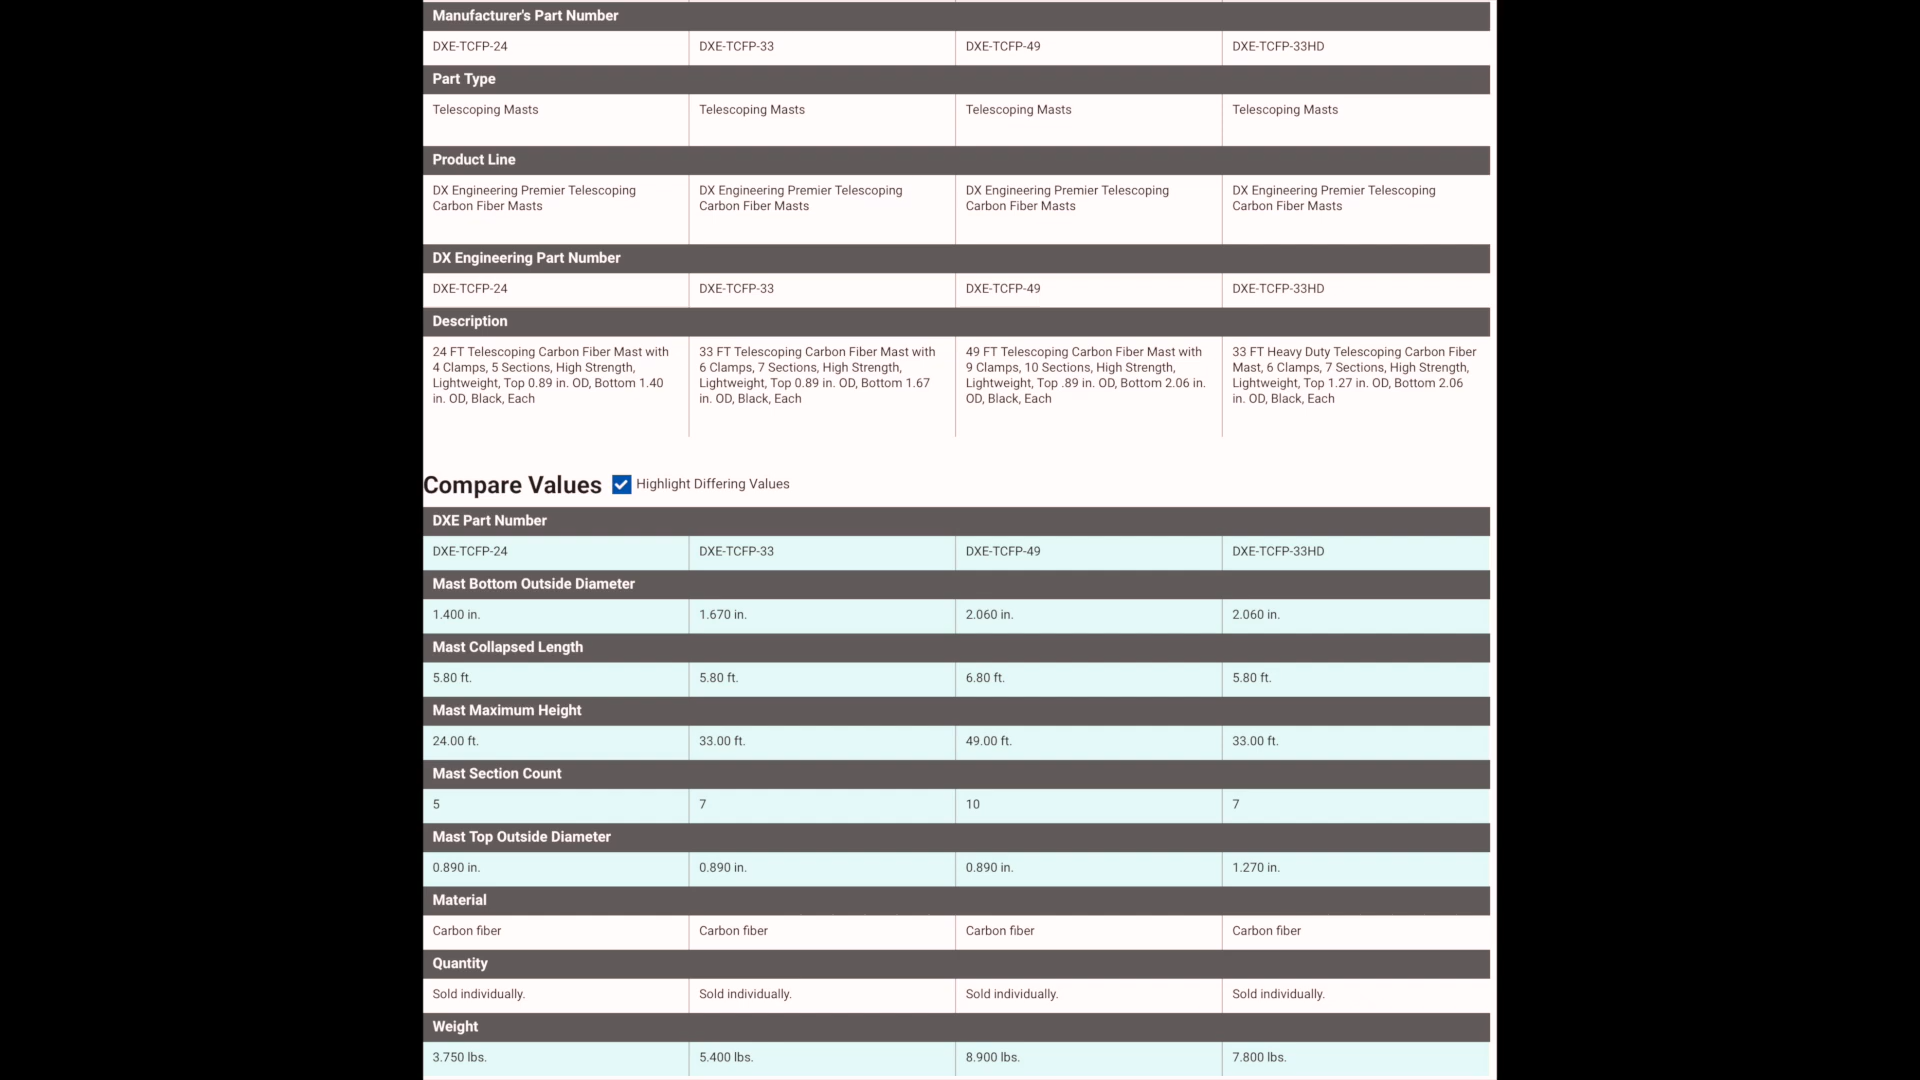 Manufacturer's Part Number
DXE-TCFP-24 DXE-TCFP-33 DXE-TCFP-49 DXE-TCFP-33HD
Part Type
Telescoping Masts Telescoping Masts Telescoping Masts Telescoping Masts
Product Line
DX Engineering Premier Telescoping DX Engineering Premier Telescoping DX Engineering Premier Telescoping DX Engineering Premier Telescoping
Carbon Fiber Masts Carbon Fiber Masts Carbon Fiber Masts Carbon Fiber Masts
DX Engineering Part Number
DXE-TCFP-24 DXE-TCFP-33 DXE-TCFP-49 DXE-TCFP-33HD
Description
24 FT Telescoping Carbon Fiber Mast with
4 Clamps, 5 Sections, High Strength,
Lightweight, Top 0.89 in. OD, Bottom 1.40
in. OD, Black, Each
33 FT Telescoping Carbon Fiber Mast with
6 Clamps, 7 Sections, High Strength,
Lightweight, Top 0.89 in. OD, Bottom 1.67
in. OD, Black, Each
49 FT Telescoping Carbon Fiber Mast with
9 Clamps, 10 Sections, High Strength,
Lightweight, Top .89 in. OD, Bottom 2.06 in.
OD, Black, Each
33 FT Heavy Duty Telescoping Carbon Fiber
Mast, 6 Clamps, 7 Sections, High Strength,
Lightweight, Top 1.27 in. OD, Bottom 2.06
in. OD, Black, Each
Compare Values Highlight Differing Values
DXE Part Number
DXE-TCFP-24 DXE-TCFP-33 DXE-TCFP-49 DXE-TCFP-33HD
Mast Bottom Outside Diameter
1.400 in. 1.670 in. 2.060 in. 2.060 in.
Mast Collapsed Length
5.80 ft. 5.80 ft. 6.80 ft. 5.80 ft.
Mast Maximum Height
24.00 ft. 33.00 ft. 49.00 ft. 33.00 ft.
Mast Section Count
5 7 10 7
Mast Top Outside Diameter
0.890 in. 0.890 in. 0.890 in. 1.270 in.
Material
Carbon fiber Carbon fiber Carbon fiber Carbon fiber
Quantity
Sold individually. Sold individually. Sold individually. Sold individually.
Weight
3.750 lbs. 5.400 lbs. 8.900 lbs. 7.800 lbs.